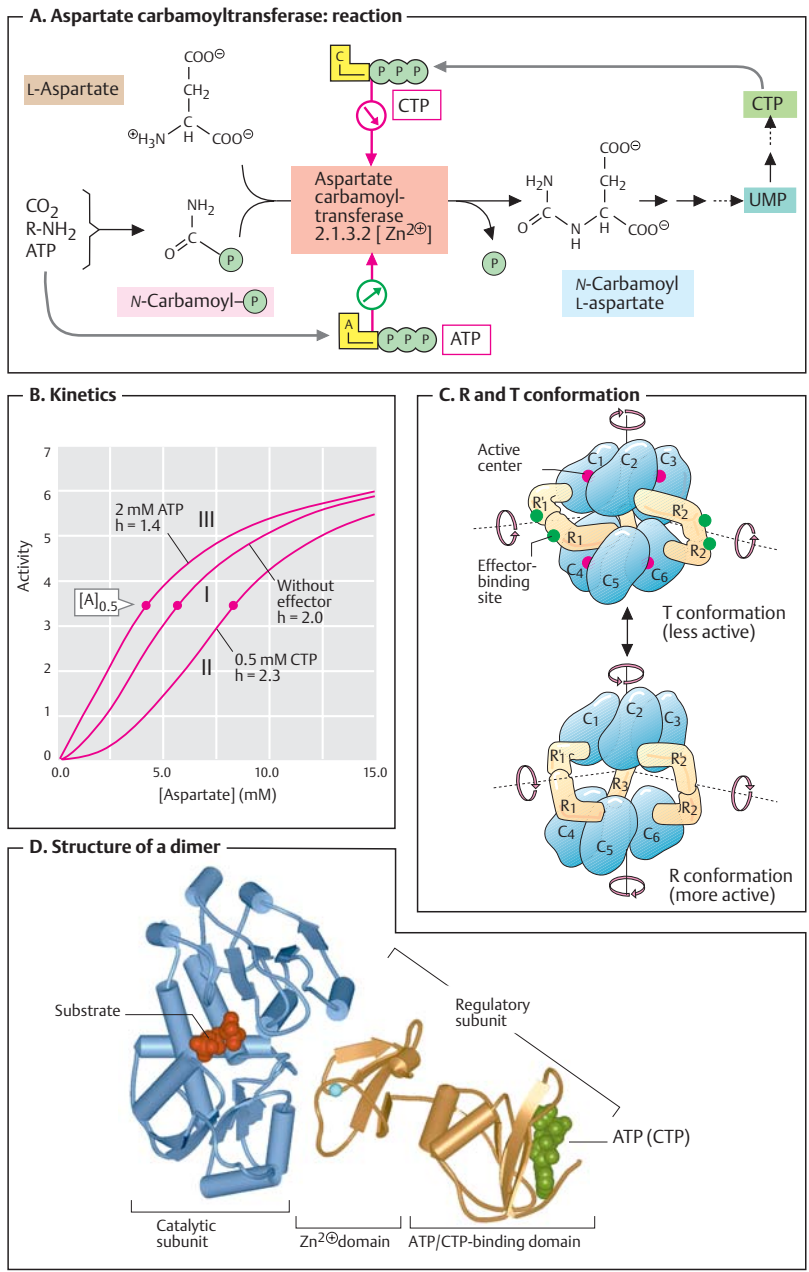 A. Aspartate carbamoyltransferase: reaction
L-Aspartate
COO⊖
CH2
⊕H3N
C
H
COO⊖
C
P P P
CTP
CTP
UMP
CO2
R-NH2
ATP
NH2
C
O
P
N-Carbamoyl–P
Aspartate
carbamoyl-
transferase
2.1.3.2 [ Zn2⊕]
P
COO⊖
H2N
CH2
C
C
O
N
H
H
COO⊖
N-Carbamoyl
L-aspartate
A
P P P
ATP
B. Kinetics
7
6
5
4
3
2
1
0
Activity
2 mM ATP
h = 1.4
III
[A]0.5
I
Without
effector
h = 2.0
II
0.5 mM CTP
h = 2.3
0.0
5.0
10.0
15.0
[Aspartate] (mM)
C. R and T conformation
Active
center
C1
C2
C3
R'1
R1
R'2
R2
Effector-
binding
site
C4
C5
C6
T conformation
(less active)
C1
C2
C3
R'1
R'2
R3
R1
R2
C4
C5
C6
R conformation
(more active)
D. Structure of a dimer
Substrate
Regulatory
subunit
ATP (CTP)
Catalytic
subunit
Zn2⊕domain
ATP/CTP-binding domain